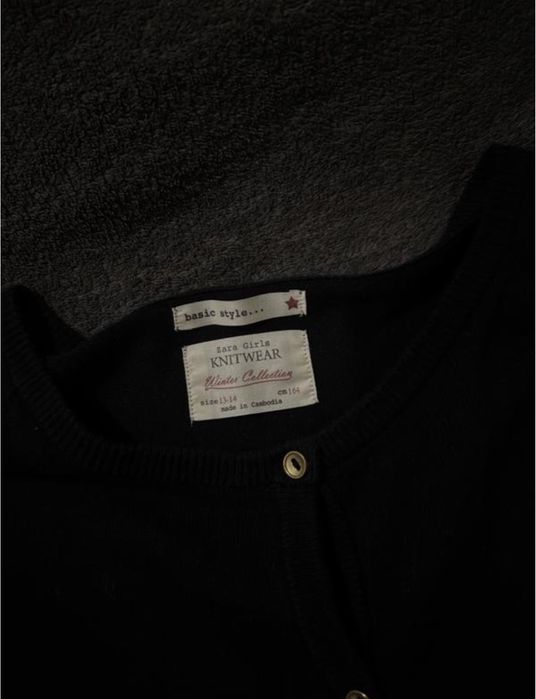 basic style...
Zara Girls
KNITWEAR
Winter Collection
size 13-14 cm 164
made in Cambodia